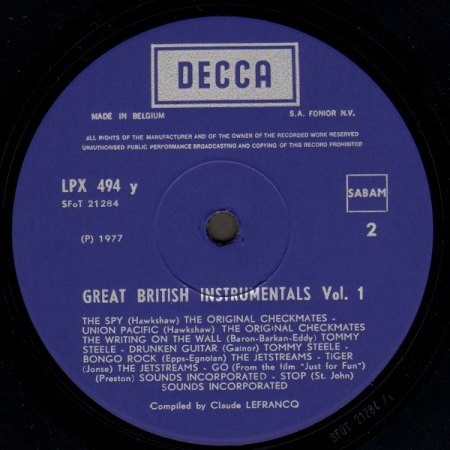 DECCA
MADE IN BELGIUM
S.A. FONIOR N.V.
ALL RIGHTS OF THE MANUFACTURER AND OF THE OWNER OF THE RECORDED WORK RESERVED
UNAUTHORISED PUBLIC PERFORMANCE BROADCASTING AND COPYING OF THIS RECORD PROHIBITED
LPX 494 y
SFoT 21284
SABAM
(P) 1977
2
GREAT BRITISH INSTRUMENTALS Vol. 1
THE SPY (Hawkshaw) THE ORIGINAL CHECKMATES -
UNION PACIFIC (Hawkshaw) THE ORIGINAL CHECKMATES
THE WRITING ON THE WALL (Baron-Barkan-Eddy) TOMMY
STEELE - DRUNKEN GUITAR (Gainor) TOMMY STEELE -
BONGO ROCK (Epps-Egnoian) THE JETSTREAMS - TIGER
(Jonse) THE JETSTREAMS - GO (From the film "Just for Fun")
(Preston) SOUNDS INCORPORATED - STOP (St. John)
SOUNDS INCORPORATED
Compiled by Claude LEFRANCQ